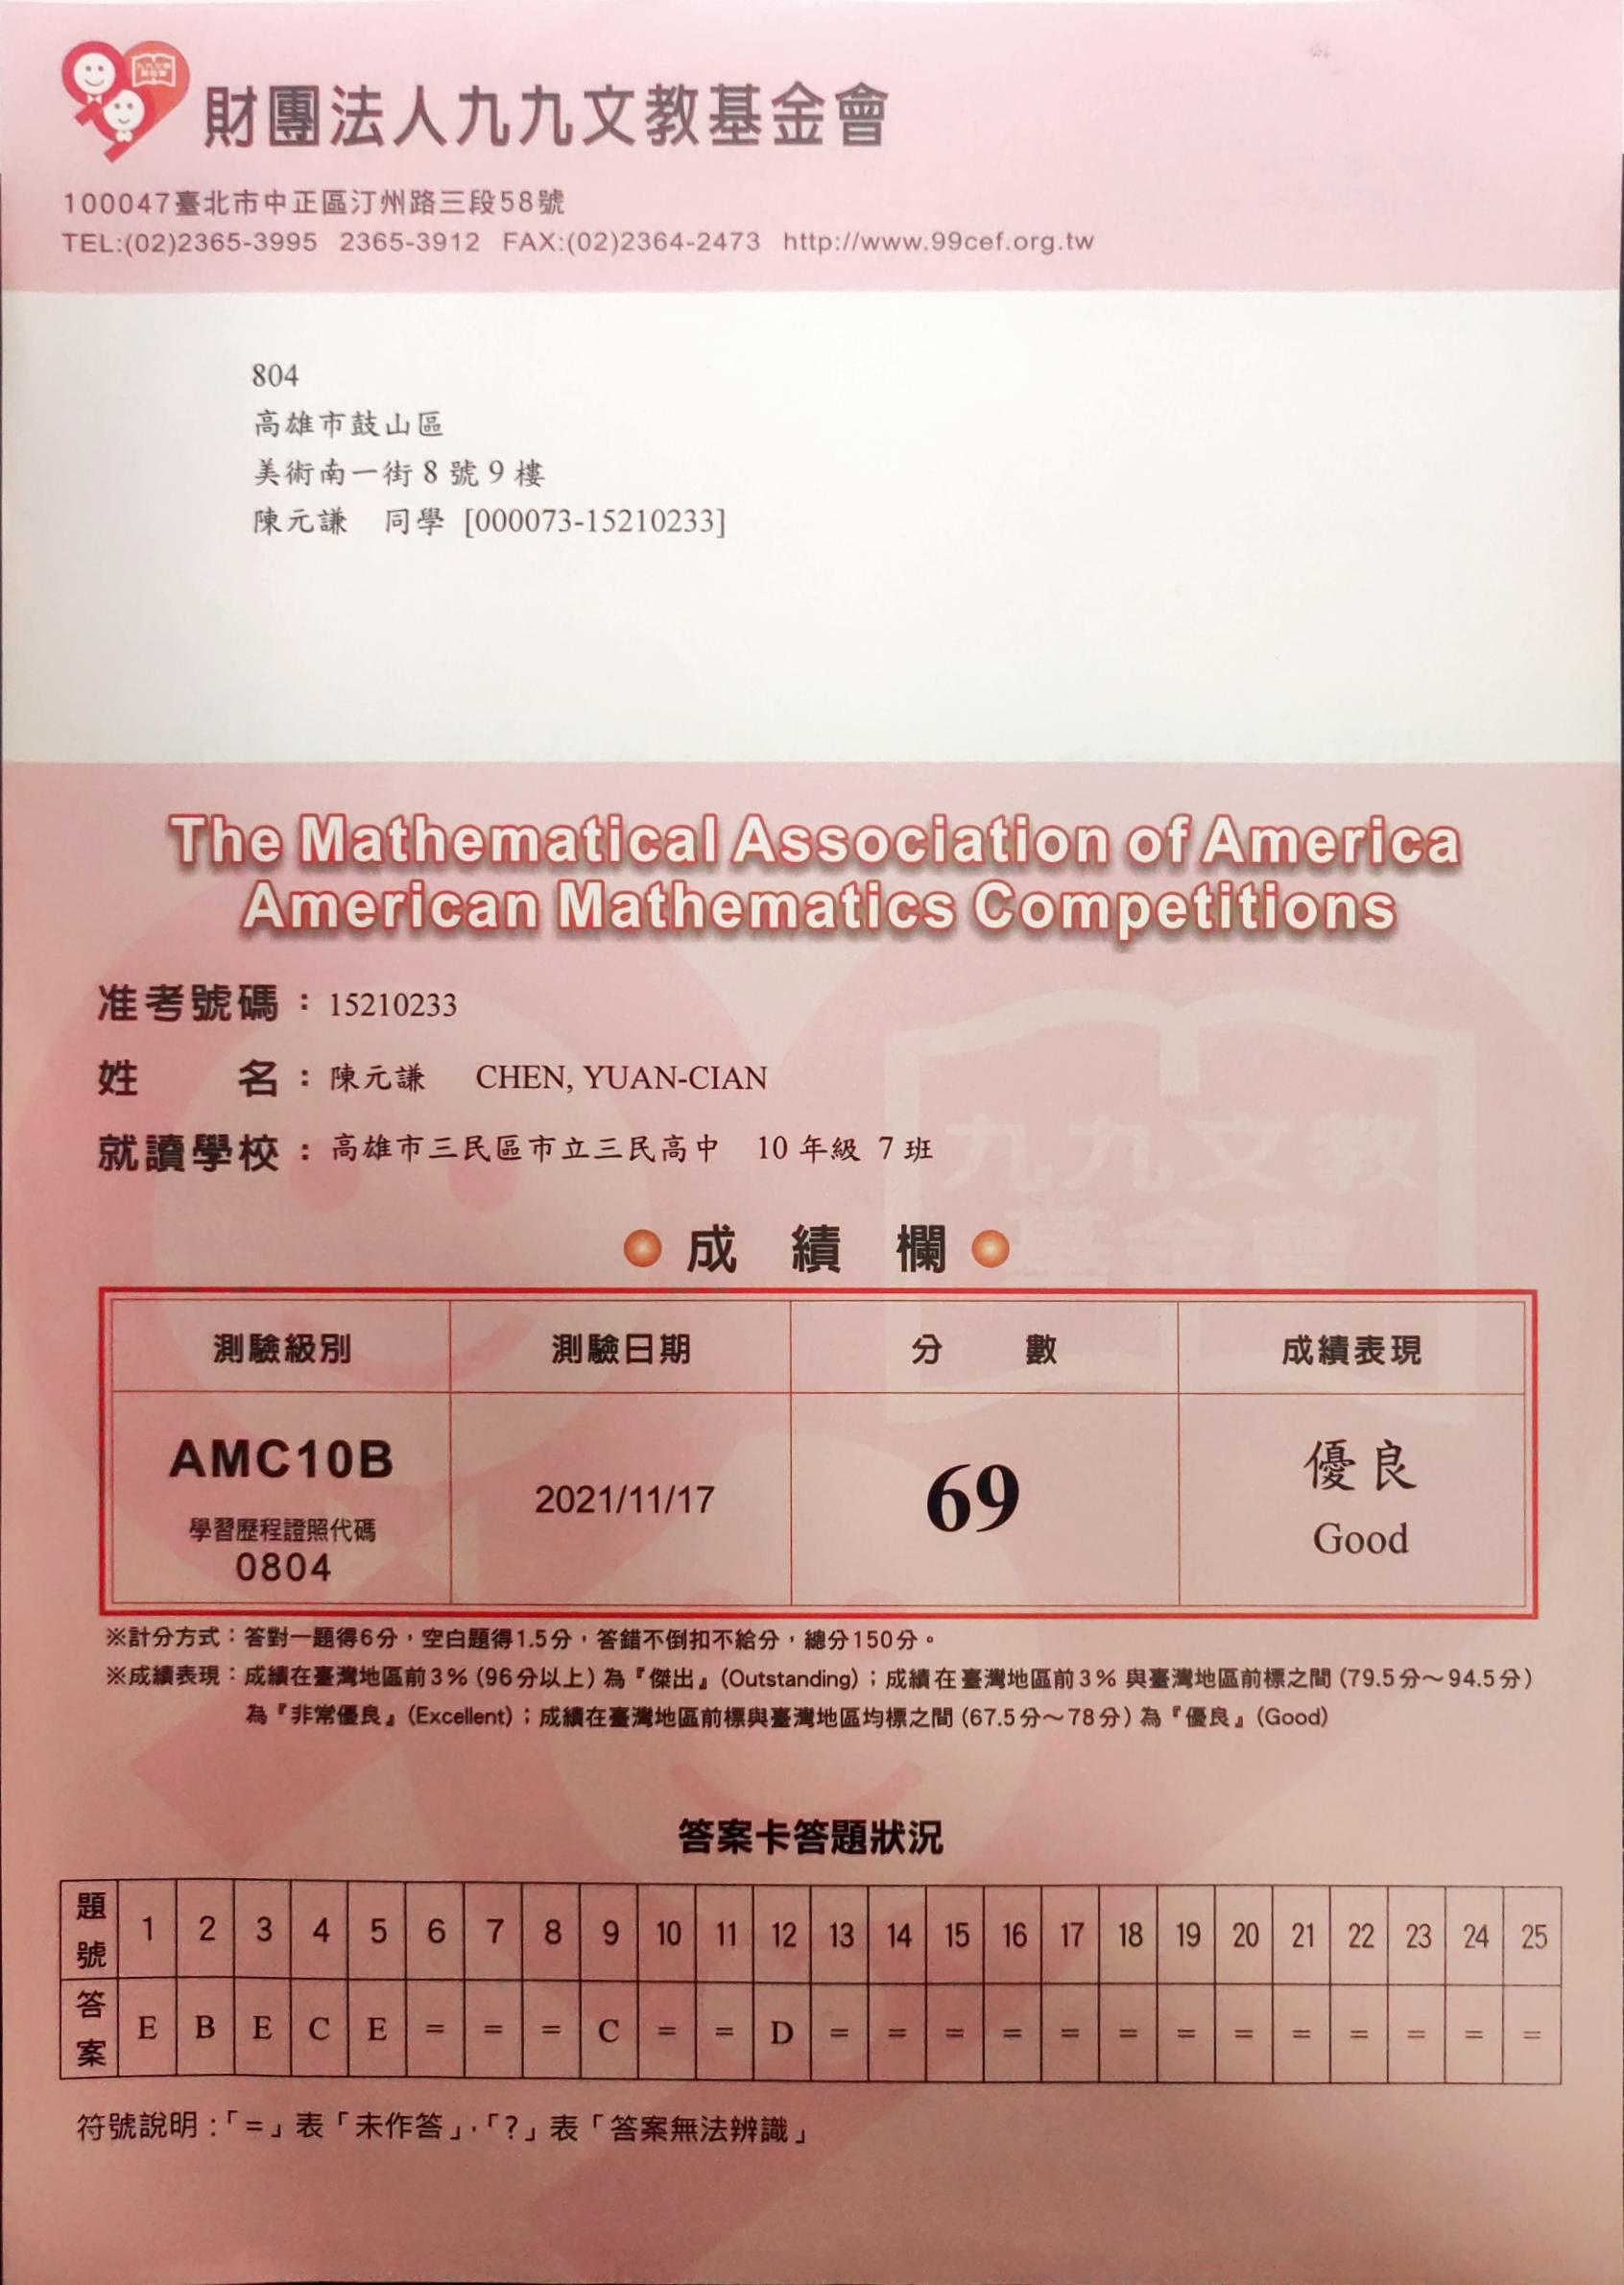 財團法人九九文教基金會
100047臺北市中正區汀州路三段58號
TEL:(02)2365-3995 2365-3912 FAX:(02)2364-2473 http://www.99cef.org.tw
804
高雄市鼓山區
美術南一街 8 號 9 樓
陳元謙 同學 [000073-15210233]
The Mathematical Association of America
American Mathematics Competitions
准考號碼：15210233
姓 名：陳元謙 CHEN, YUAN-CIAN
就讀學校：高雄市三民區市立三民高中 10 年級 7 班
九九文教
基金會
成 績 欄
測驗級別 測驗日期 分 數 成績表現
AMC10B 2021/11/17 69 優良
學習歷程證照代碼 Good
0804
※計分方式：答對一題得6分，空白題得1.5分，答錯不倒扣不給分，總分150分。
※成績表現：成績在臺灣地區前3%(96分以上)為『傑出』(Outstanding)；成績在臺灣地區前3%與臺灣地區前標之間(79.5分～94.5分)
為『非常優良』(Excellent)；成績在臺灣地區前標與臺灣地區均標之間(67.5分～78分)為『優良』(Good)
答案卡答題狀況
題號 1 2 3 4 5 6 7 8 9 10 11 12 13 14 15 16 17 18 19 20 21 22 23 24 25
答案 E B E C E = = = C = = D = = = = = = = = = = = = =
符號說明：「=」表「未作答」，「?」表「答案無法辨識」